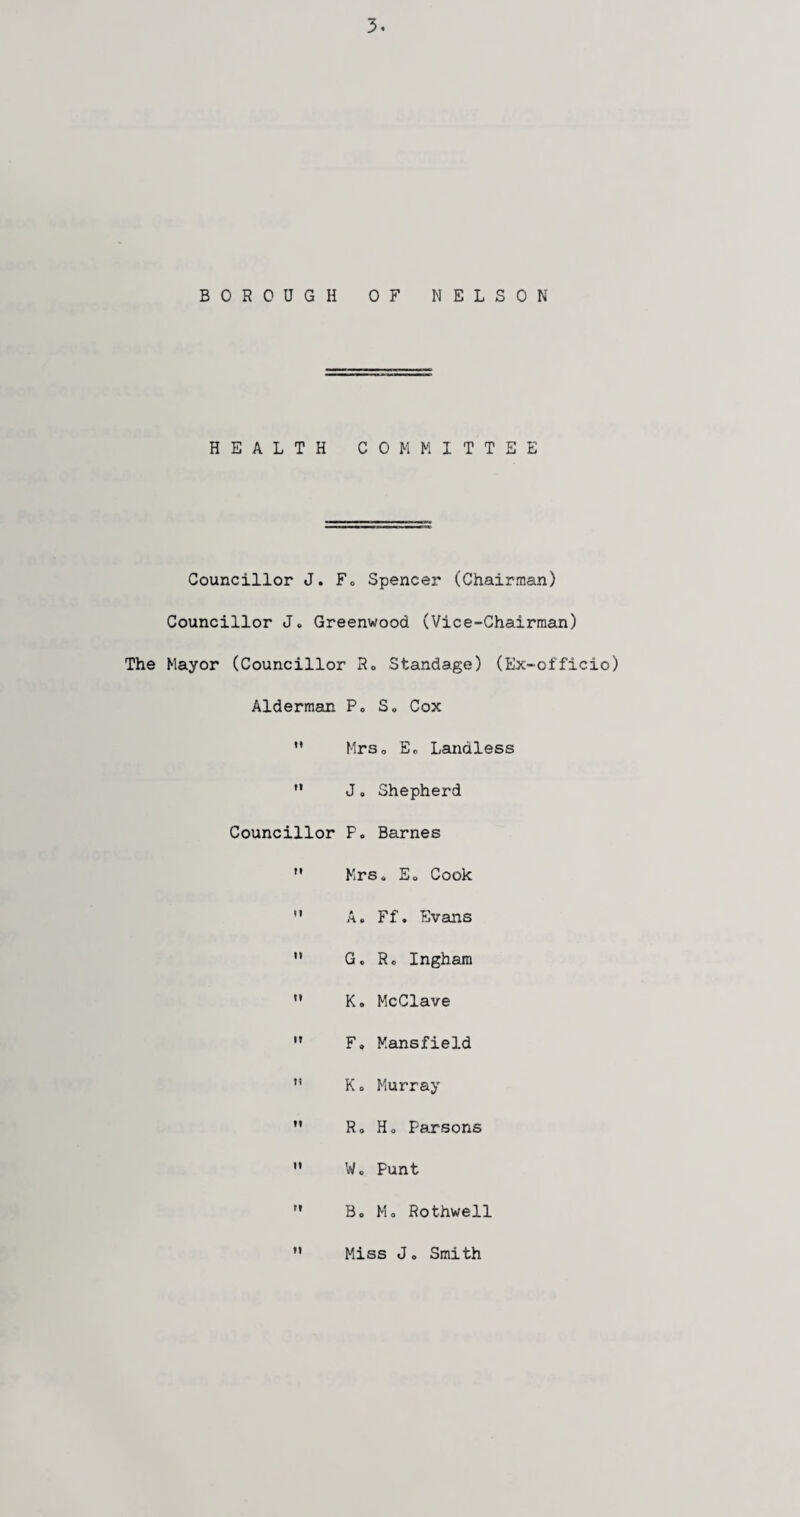 3.
BOROUGH OF NELSON
HEALTH COMMITTEE
Councillor J. F. Spencer (Chairman)
Councillor J. Greenwood (Vice-Chairman)
The Mayor (Councillor R. Standage) (Ex-officio)
Alderman P. S. Cox
" Mrs. E. Landless
" J. Shepherd
Councillor P. Barnes
" Mrs. E. Cook
" A. Ff. Evans
" G. R. Ingham
" K. McClave
" F. Mansfield
" K. Murray
" R. H. Parsons
" W. Punt
" B. M. Rothwell
" Miss J. Smith